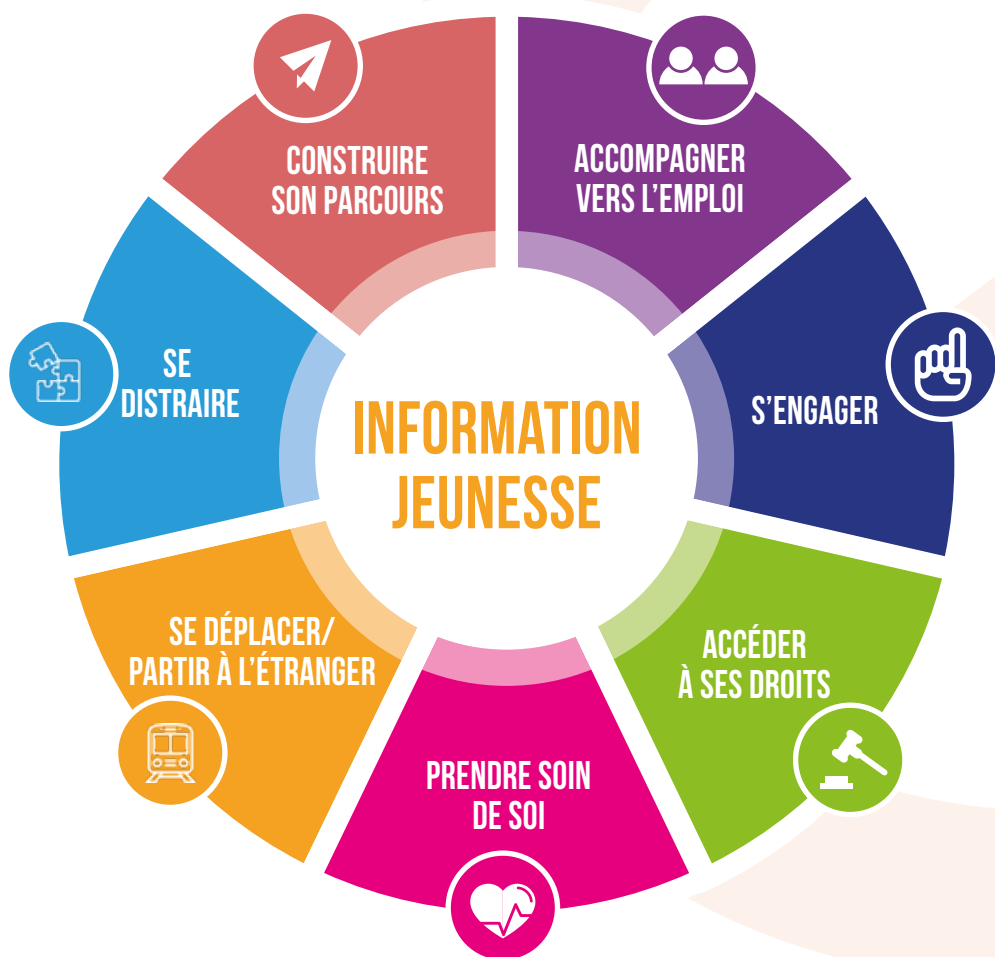 CONSTRUIRE
SON PARCOURS
ACCOMPAGNER
VERS L'EMPLOI
SE
DISTRAIRE
S'ENGAGER
INFORMATION
JEUNESSE
SE DÉPLACER/
PARTIR À L'ÉTRANGER
ACCÉDER
À SES DROITS
PRENDRE SOIN
DE SOI